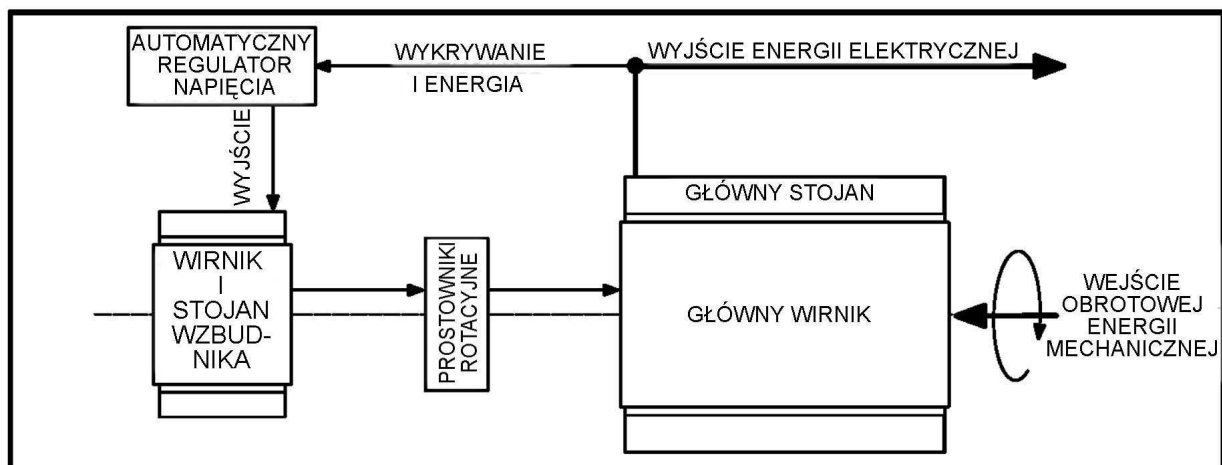 AUTOMATYCZNY
REGULATOR
NAPIĘCIA
WYKRYWANIE
I ENERGIA
WYJŚCIE ENERGII ELEKTRYCZNEJ
WYJŚCIE
GŁÓWNY STOJAN
WIRNIK
I
STOJAN
WZBUD-
NIKA
PROSTOWNIKI
ROTACYJNE
GŁÓWNY WIRNIK
WEJŚCIE
OBROTOWEJ
ENERGII
MECHANICZNEJ